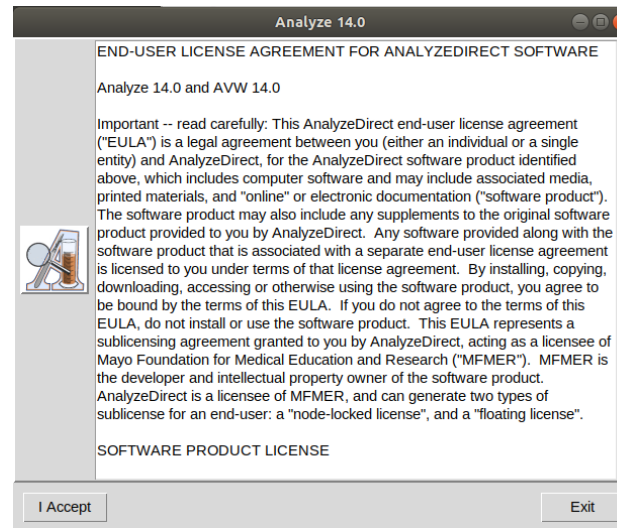 Analyze 14.0
END-USER LICENSE AGREEMENT FOR ANALYZEDIRECT SOFTWARE
Analyze 14.0 and AVW 14.0
Important -- read carefully: This AnalyzeDirect end-user license agreement
("EULA") is a legal agreement between you (either an individual or a single
entity) and AnalyzeDirect, for the AnalyzeDirect software product identified
above, which includes computer software and may include associated media,
printed materials, and "online" or electronic documentation ("software product").
The software product may also include any supplements to the original software
product provided to you by AnalyzeDirect.  Any software provided along with the
software product that is associated with a separate end-user license agreement
is licensed to you under terms of that license agreement.  By installing, copying,
downloading, accessing or otherwise using the software product, you agree to
be bound by the terms of this EULA.  If you do not agree to the terms of this
EULA, do not install or use the software product.  This EULA represents a
sublicensing agreement granted to you by AnalyzeDirect, acting as a licensee of
Mayo Foundation for Medical Education and Research ("MFMER").  MFMER is
the developer and intellectual property owner of the software product.
AnalyzeDirect is a licensee of MFMER, and can generate two types of
sublicense for an end-user: a "node-locked license", and a "floating license".
SOFTWARE PRODUCT LICENSE
I Accept
Exit